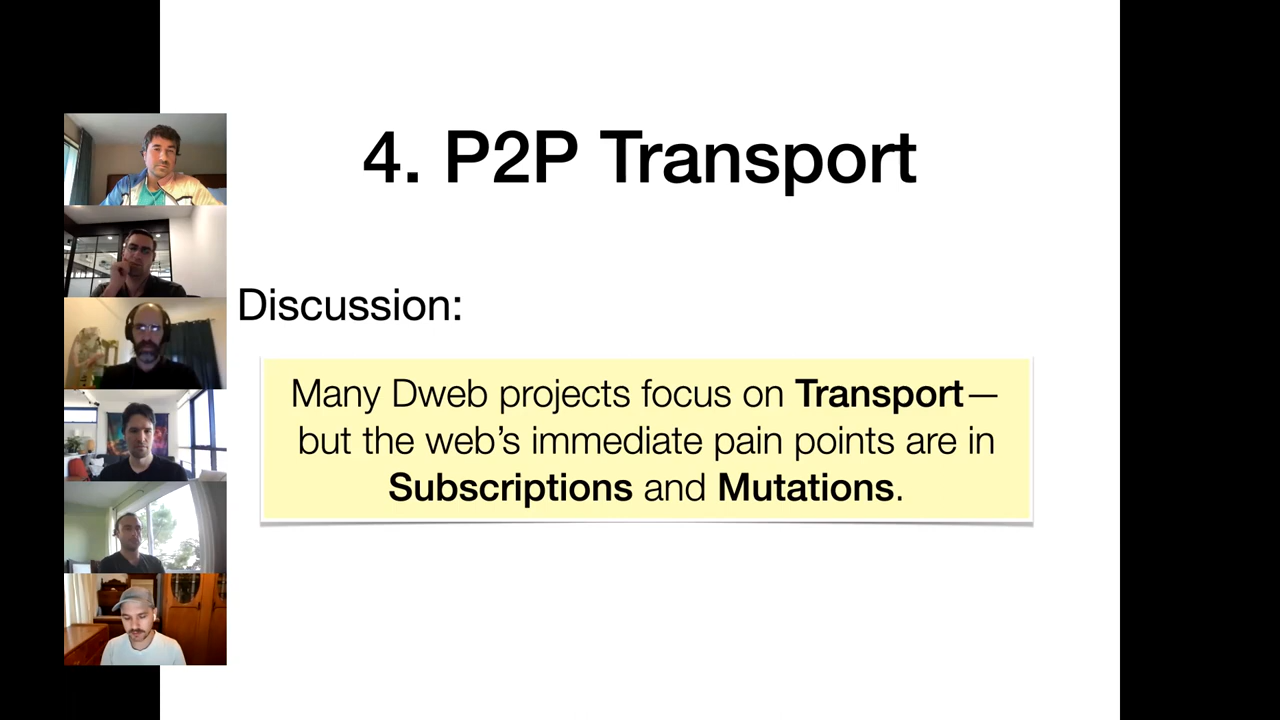 4. P2P Transport
Discussion:
Many Dweb projects focus on Transport—
but the web’s immediate pain points are in
Subscriptions and Mutations.